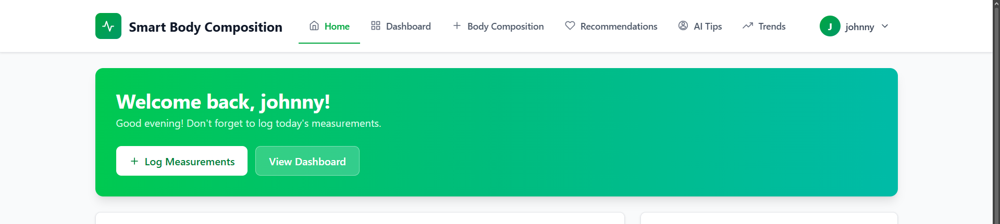 Smart Body Composition
Home
Dashboard
Body Composition
Recommendations
AI Tips
Trends
J
johnny
Welcome back, johnny!
Good evening! Don't forget to log today's measurements.
Log Measurements
View Dashboard